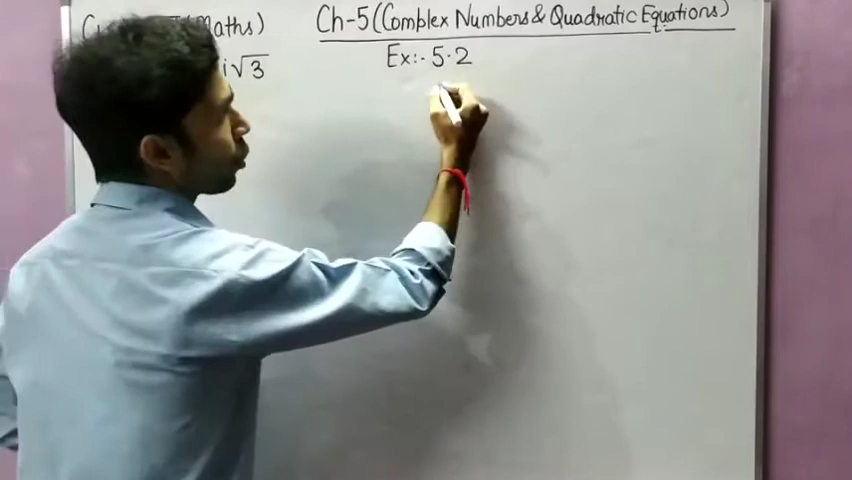 Maths)
Ch-5(Complex Numbers & Quadratic Equations)
i√3
Ex:- 5.2